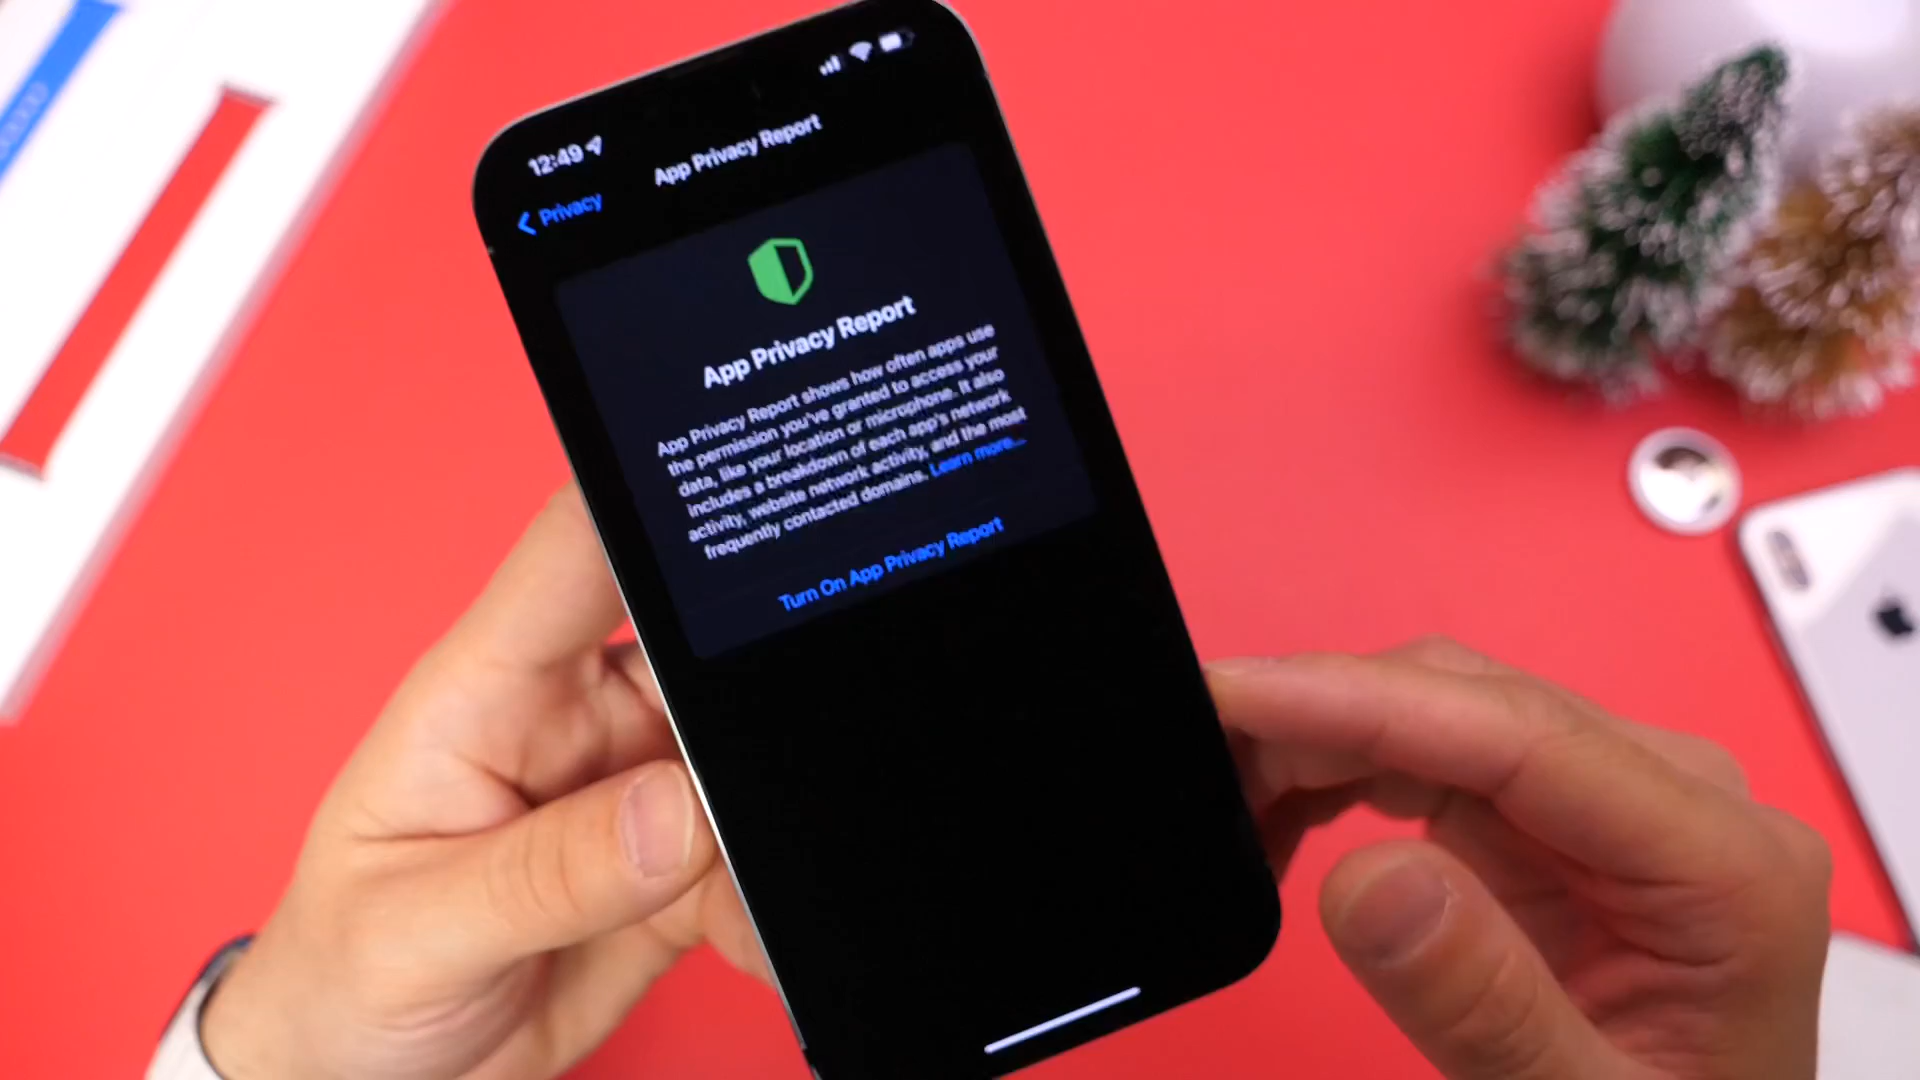 12:49
Privacy
App Privacy Report
App Privacy Report
App Privacy Report shows how often apps use
the permission you've granted to access your
data, like your location or microphone. It also
includes a breakdown of each app's network
activity, website network activity, and the most
frequently contacted domains. Learn more...
Turn On App Privacy Report